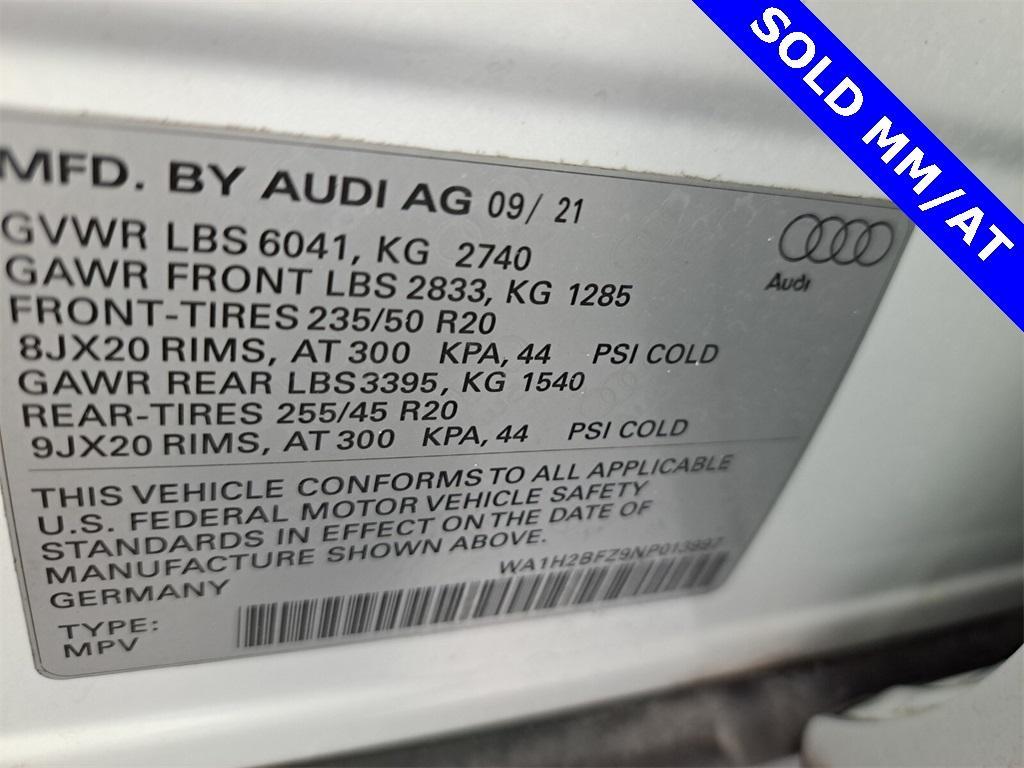 SOLD MM/AT
MFD. BY AUDI AG 09/ 21
GVWR LBS 6041, KG 2740
GAWR FRONT LBS 2833, KG 1285
FRONT-TIRES 235/50 R20
8JX20 RIMS, AT 300 KPA, 44 PSI COLD
GAWR REAR LBS3395, KG 1540
REAR-TIRES 255/45 R20
9JX20 RIMS, AT 300 KPA, 44 PSI COLD
Audi
THIS VEHICLE CONFORMS TO ALL APPLICABLE
U.S. FEDERAL MOTOR VEHICLE SAFETY
STANDARDS IN EFFECT ON THE DATE OF
MANUFACTURE SHOWN ABOVE.
WA1H2BFZ9NP013997
GERMANY
TYPE:
MPV